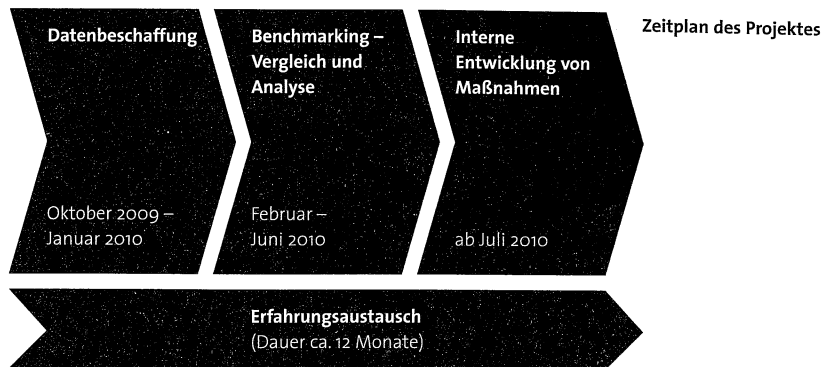 Zeitplan des Projektes
Datenbeschaffung
Oktober 2009 –
Januar 2010
Benchmarking –
Vergleich und
Analyse
Februar –
Juni 2010
Interne
Entwicklung von
Maßnahmen
ab Juli 2010
Erfahrungsaustausch
(Dauer ca. 12 Monate)